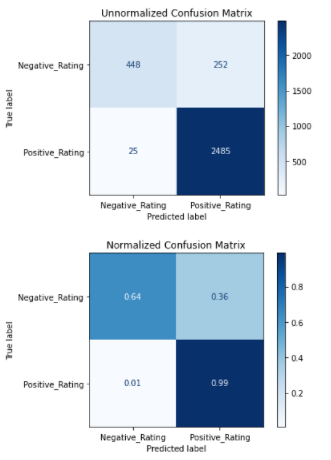 Unnormalized Confusion Matrix
Negative_Rating 448 252
Positive_Rating 25 2485
2000
1500
1000
500
True label
Negative_Rating Positive_Rating
Predicted label
Normalized Confusion Matrix
Negative_Rating 0.64 0.36
Positive_Rating 0.01 0.99
0.8
0.6
0.4
0.2
True label
Negative_Rating Positive_Rating
Predicted label